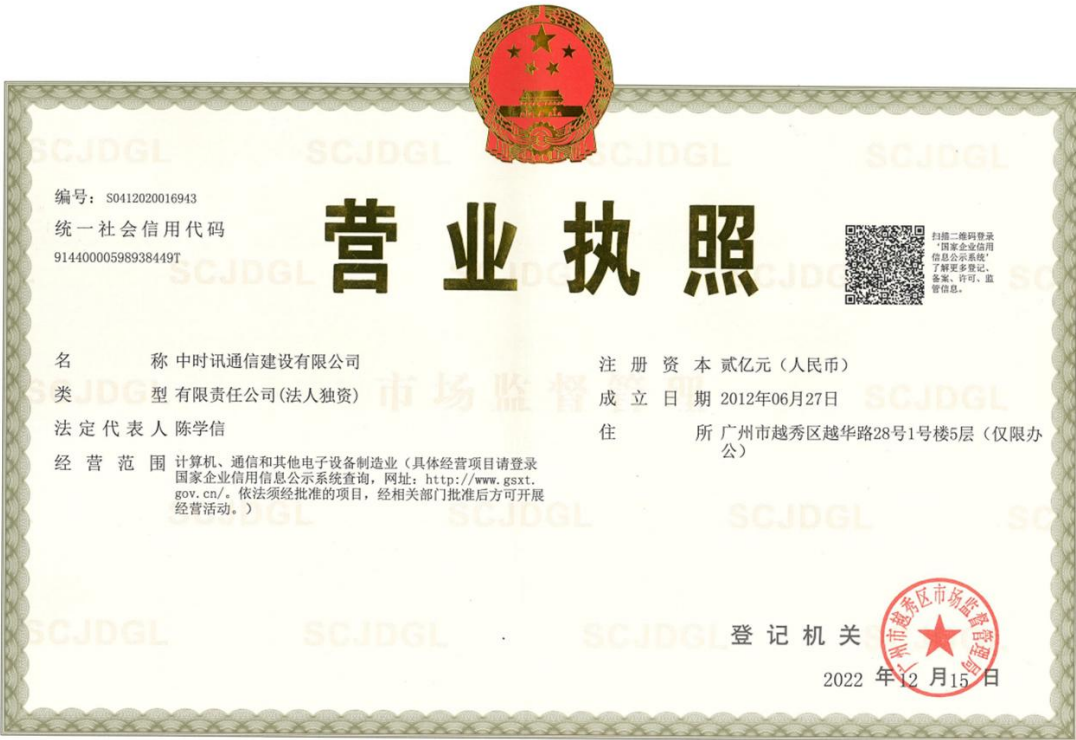 编号: S0412020016943
统一社会信用代码
91440000598938449T
营业执照
扫描二维码登录
'国家企业信用
信息公示系统'
了解更多登记、
备案、许可、监
管信息。
名称 中时讯通信建设有限公司
类型 有限责任公司(法人独资)
法定代表人 陈学信
经营范围 计算机、通信和其他电子设备制造业（具体经营项目请登录
国家企业信用信息公示系统查询，网址：http://www.gsxt.
gov.cn/。依法须经批准的项目，经相关部门批准后方可开展
经营活动。）
注册资本 贰亿元（人民币）
成立日期 2012年06月27日
住所 广州市越秀区越华路28号1号楼5层（仅限办
公）
市场监督管理
SCJDGL
登记机关
广州市越秀区市场监督管理局
2022 年12 月15 日